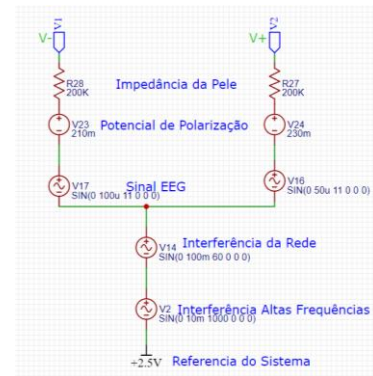 V1
V2
V-
V+
R28
200K
Impedância da Pele
R27
200K
V23
210m
Potencial de Polarização
V24
230m
V17
SIN(0 100u 11 0 0 0)
Sinal EEG
V16
SIN(0 50u 11 0 0 0)
V14
SIN(0 100m 60 0 0 0)
Interferência da Rede
V2
SIN(0 10m 1000 0 0 0)
Interferência Altas Frequências
+2.5V
Referencia do Sistema